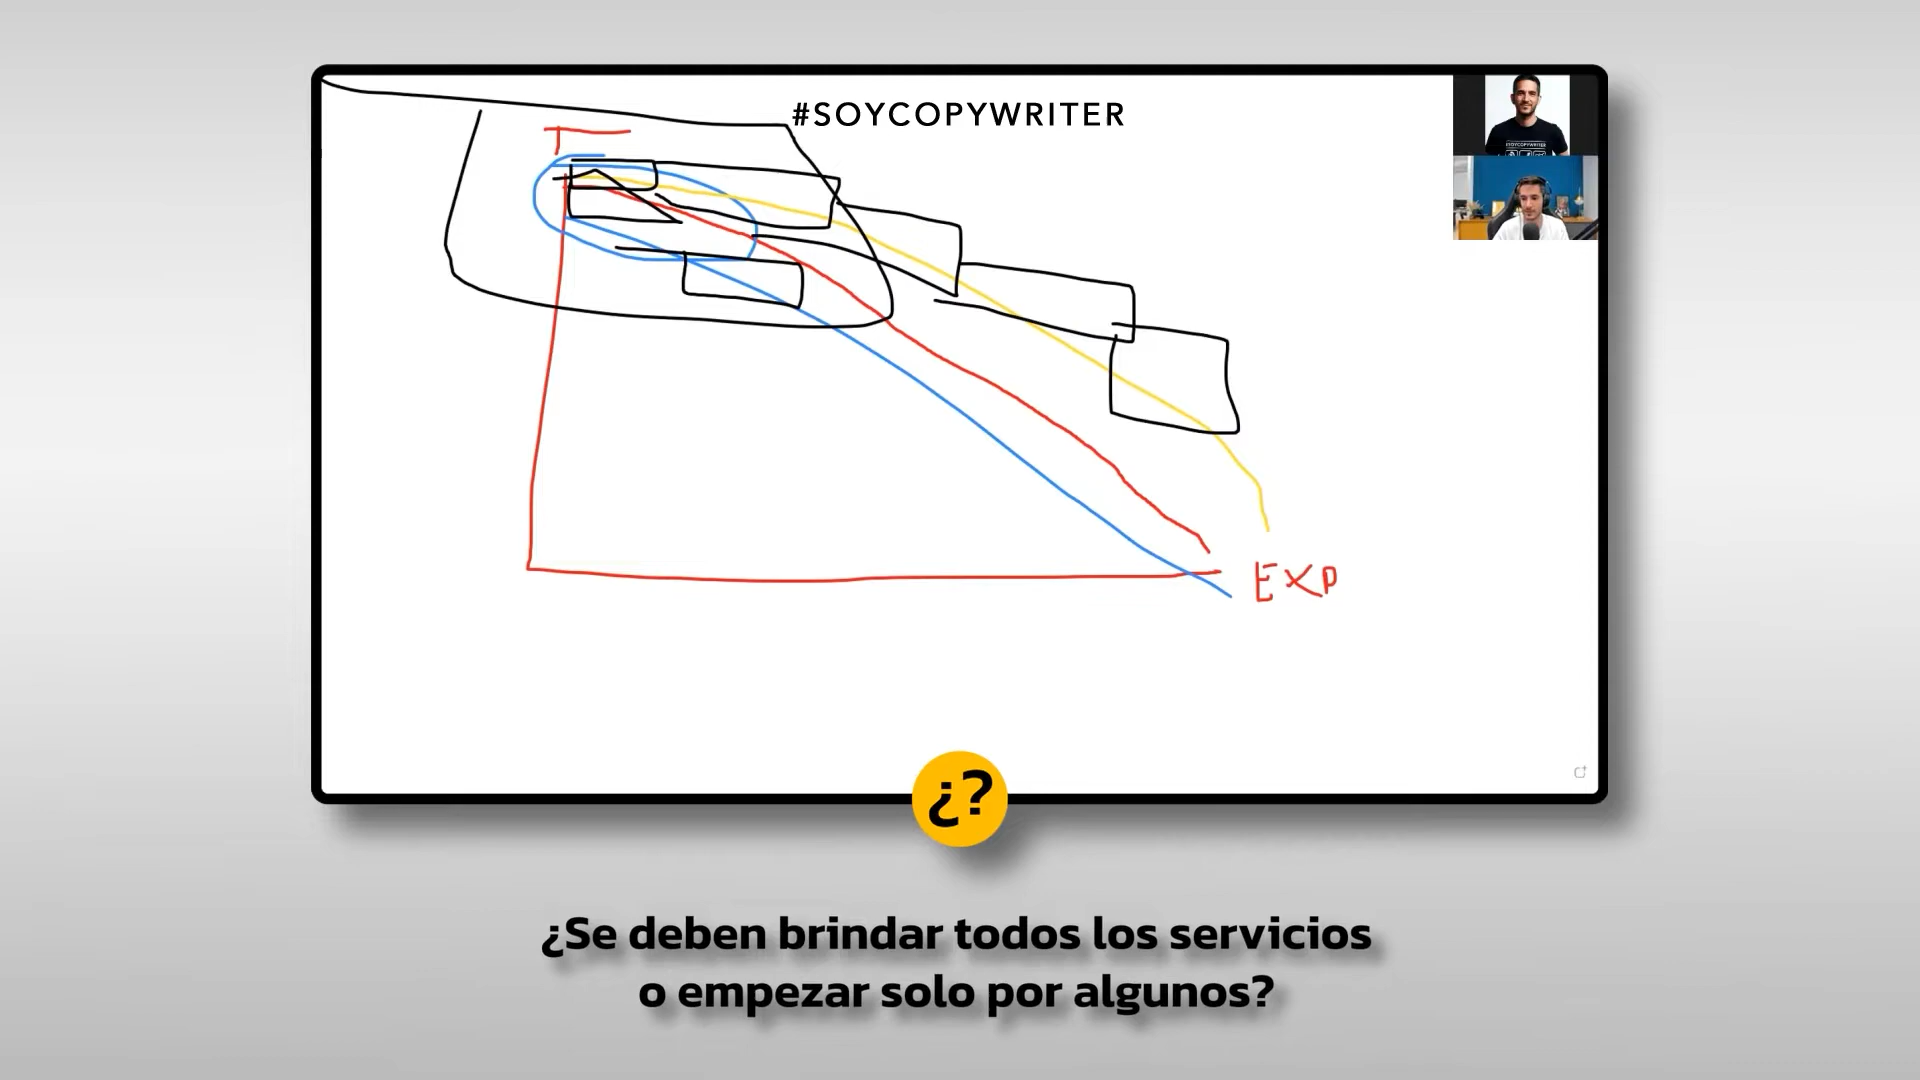 #SOYCOPYWRITER
T
EXP
¿?
¿Se deben brindar todos los servicios
o empezar solo por algunos?